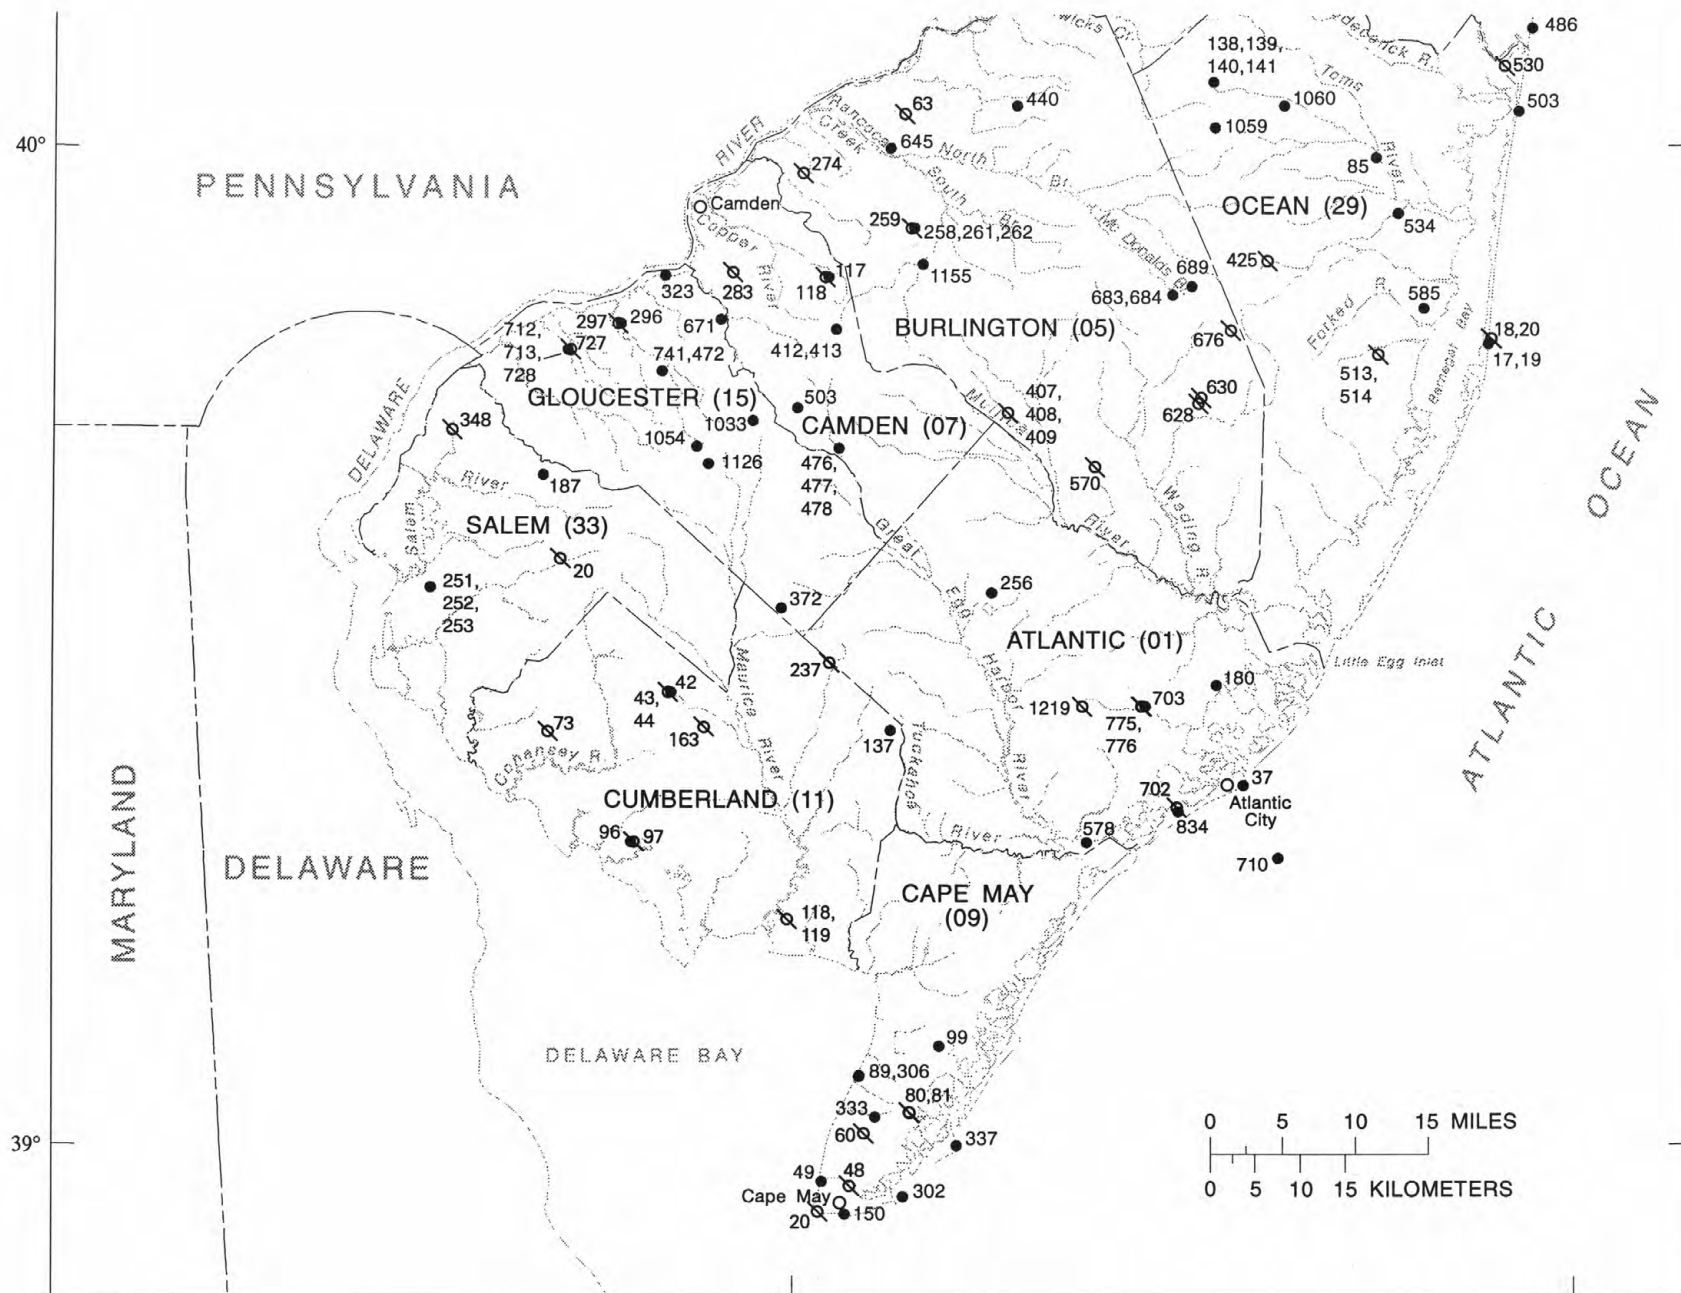 486
wicks Cr.
138,139,
140,141
Toms
530
63
440
1060
503
40°
Rancocas
Creek
645
North
1059
RIVER
274
85
River
PENNSYLVANIA
South
Br.
OCEAN (29)
Camden
Copper
259
258,261,262
Br.
Mc Donalds
534
River
117
1155
689
425
323
283
118
683,684
Forked
R.
585
712,
713,
728
297
296
671
727
741,472
412,413
BURLINGTON (05)
676
Barnegat Bay
18,20
17,19
513,
514
GLOUCESTER (15)
503
CAMDEN (07)
Mullica
407,
408,
409
630
628
DELAWARE
348
1033
1054
1126
476,
477,
478
570
OCEAN
River
187
Salem
SALEM (33)
Great
River
Wading
R.
20
251,
252,
253
372
Egg
256
ATLANTIC
ATLANTIC (01)
Little Egg Inlet
237
Maurice
Harbor
42
43,
44
180
73
163
137
1219
703
775,
776
Cohansey R.
River
Tuckahoe
River
MARYLAND
CUMBERLAND (11)
37
702
Atlantic
City
96
97
River
578
834
DELAWARE
710
CAPE MAY
(09)
118,
119
99
DELAWARE BAY
89,306
80,81
333
60
0 5 10 15 MILES
39°
337
49
48
0 5 10 15 KILOMETERS
Cape May
302
20
150